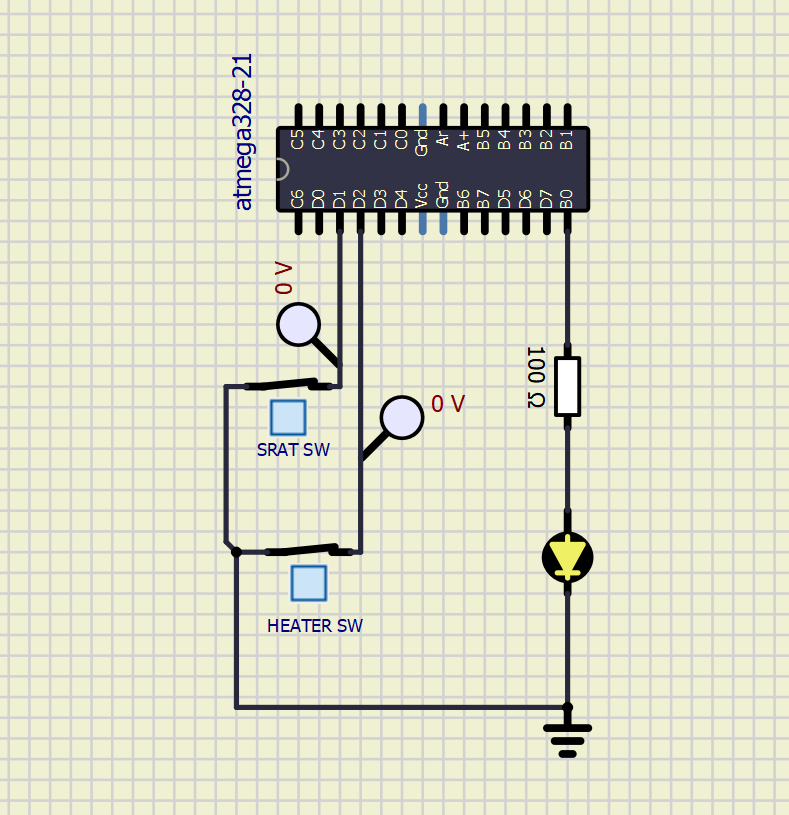 atmega328-21
C5 C4 C3 C2 C1 C0 Gnd Ar A+ B5 B4 B3 B2 B1
C6 D0 D1 D2 D3 D4 Vcc Gnd B6 B7 D5 D6 D7 B0
0 V
100 Ω
0 V
SRAT SW
HEATER SW